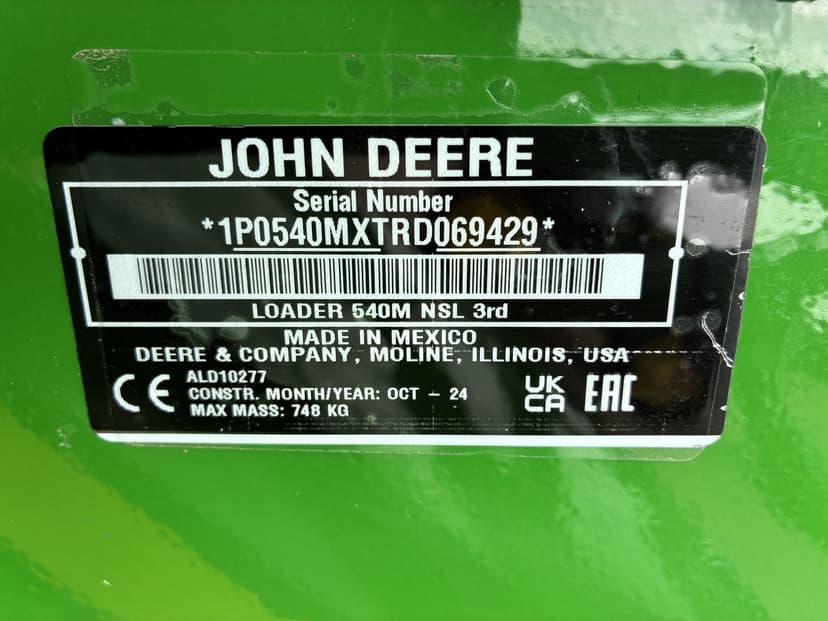 JOHN DEERE
Serial Number
*1P0540MXTRD069429*
LOADER 540M NSL 3rd
MADE IN MEXICO
DEERE & COMPANY, MOLINE, ILLINOIS, USA
CE
ALD10277
CONSTR. MONTH/YEAR: OCT - 24
MAX MASS: 748 KG
UK
CA
EAC